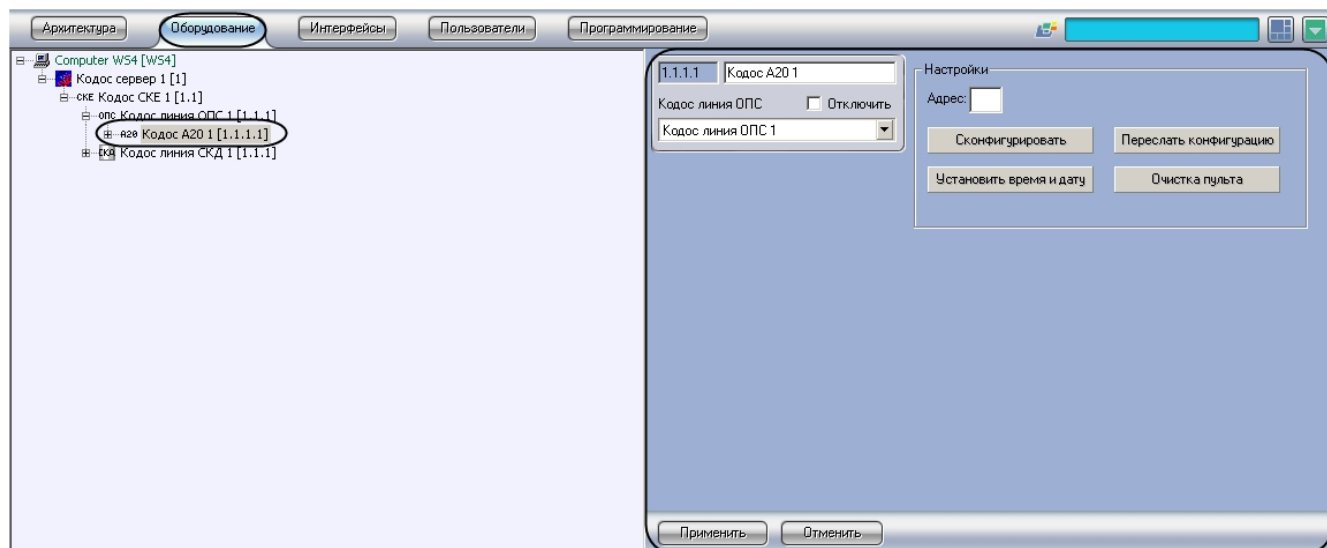 Архитектура Оборудование Интерфейсы Пользователи Программирование
Computer WS4 [WS4]
Кодос сервер 1 [1]
СКЕ Кодос СКЕ 1 [1.1]
ОПС Кодос линия ОПС 1 [1.1.1]
А20 Кодос А20 1 [1.1.1.1]
СКД Кодос линия СКД 1 [1.1.1]
1.1.1.1 Кодос А20 1
Кодос линия ОПС Отключить
Кодос линия ОПС 1
Настройки
Адрес:
Сконфигурировать Переслать конфигурацию
Установить время и дату Очистка пульта
Применить Отменить